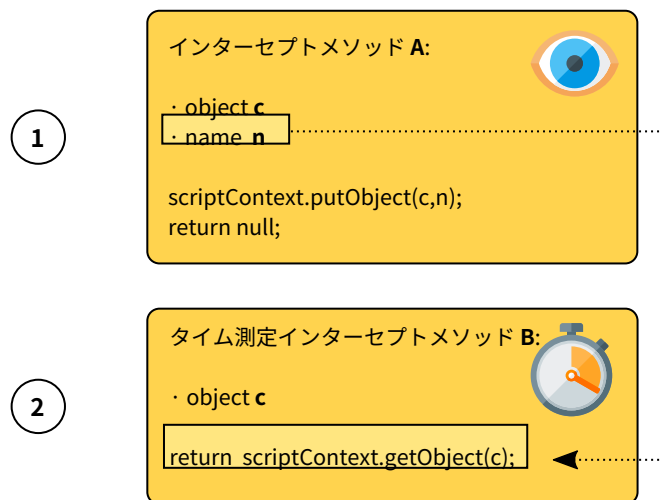 インターセプトメソッド A:
· object c
1
· name n
scriptContext.putObject(c,n);
return null;
タイム測定インターセプトメソッド B:
· object c
2
return scriptContext.getObject(c);